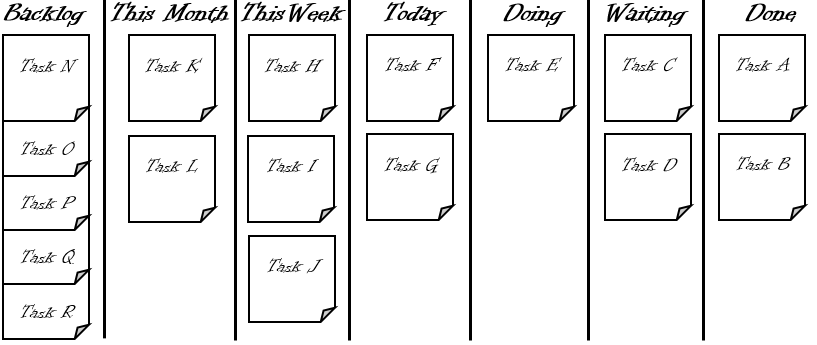 Backlog
This Month
This Week
Today
Doing
Waiting
Done
Task N
Task O
Task P
Task Q
Task R
Task K
Task L
Task H
Task I
Task J
Task F
Task G
Task E
Task C
Task D
Task A
Task B